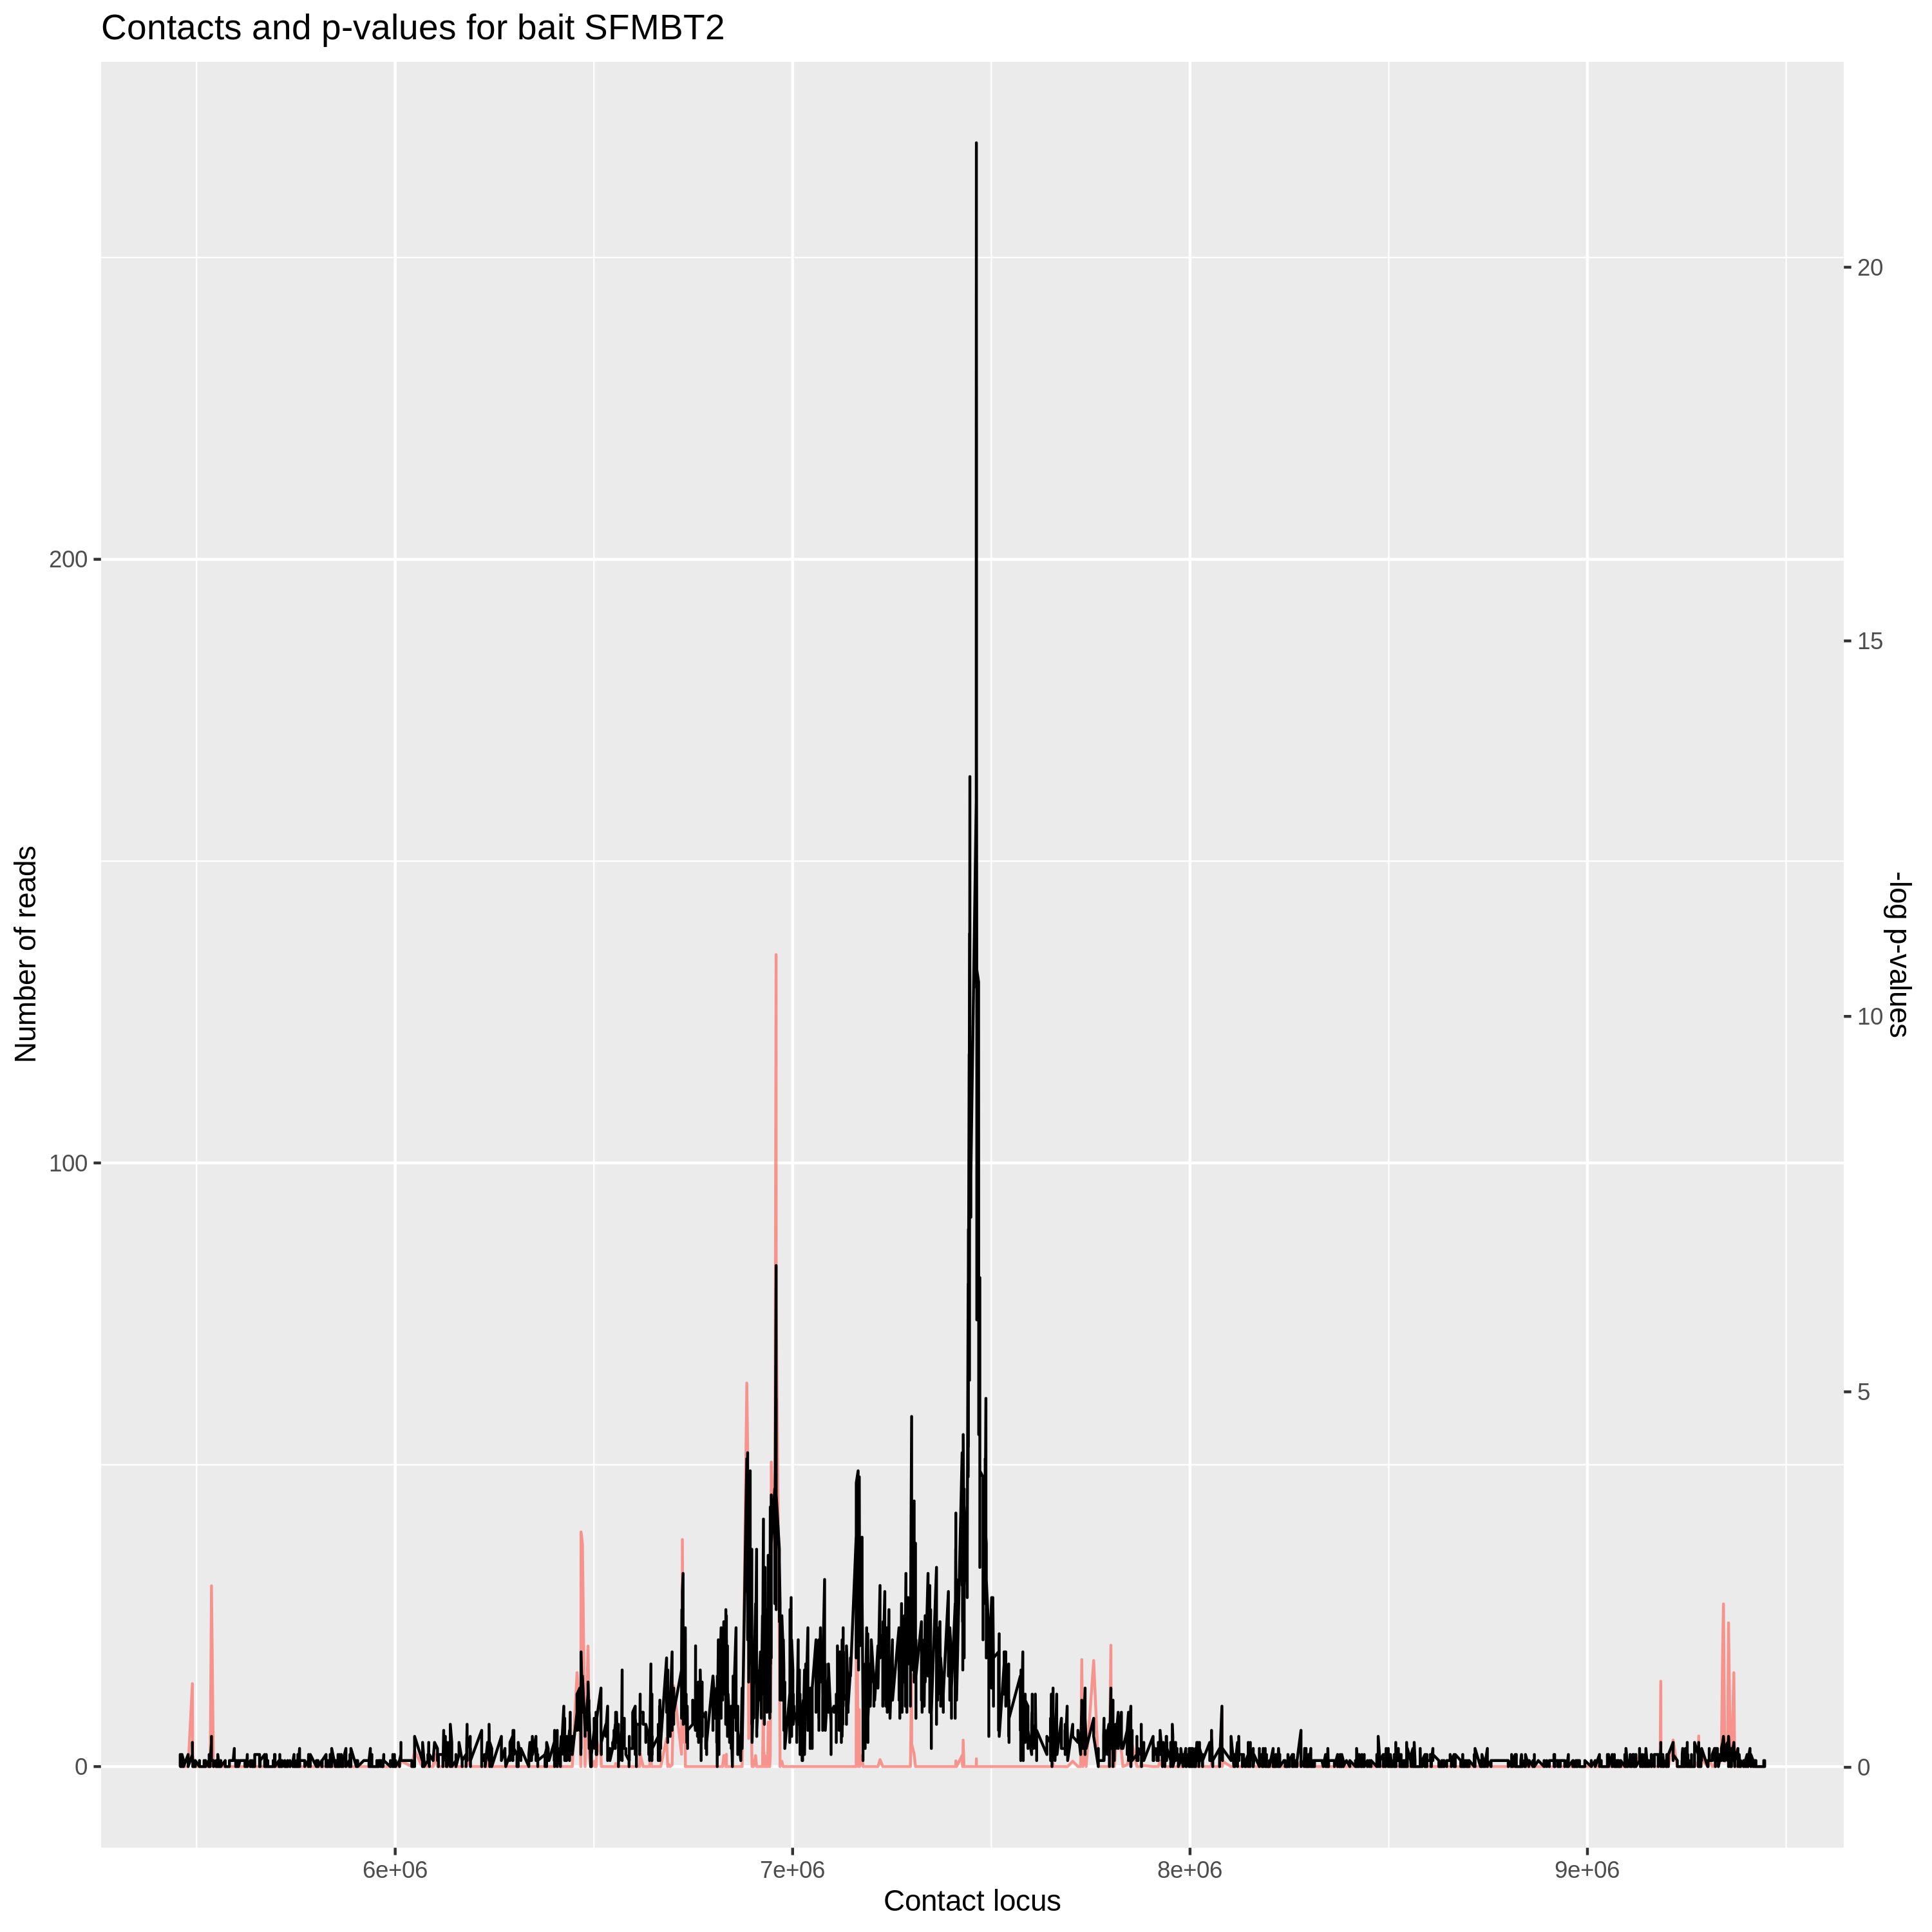 Contacts and p-values for bait SFMBT2
Number of reads
200
100
0
20
15
10
5
0
-log p-values
6e+06
7e+06
8e+06
9e+06
Contact locus